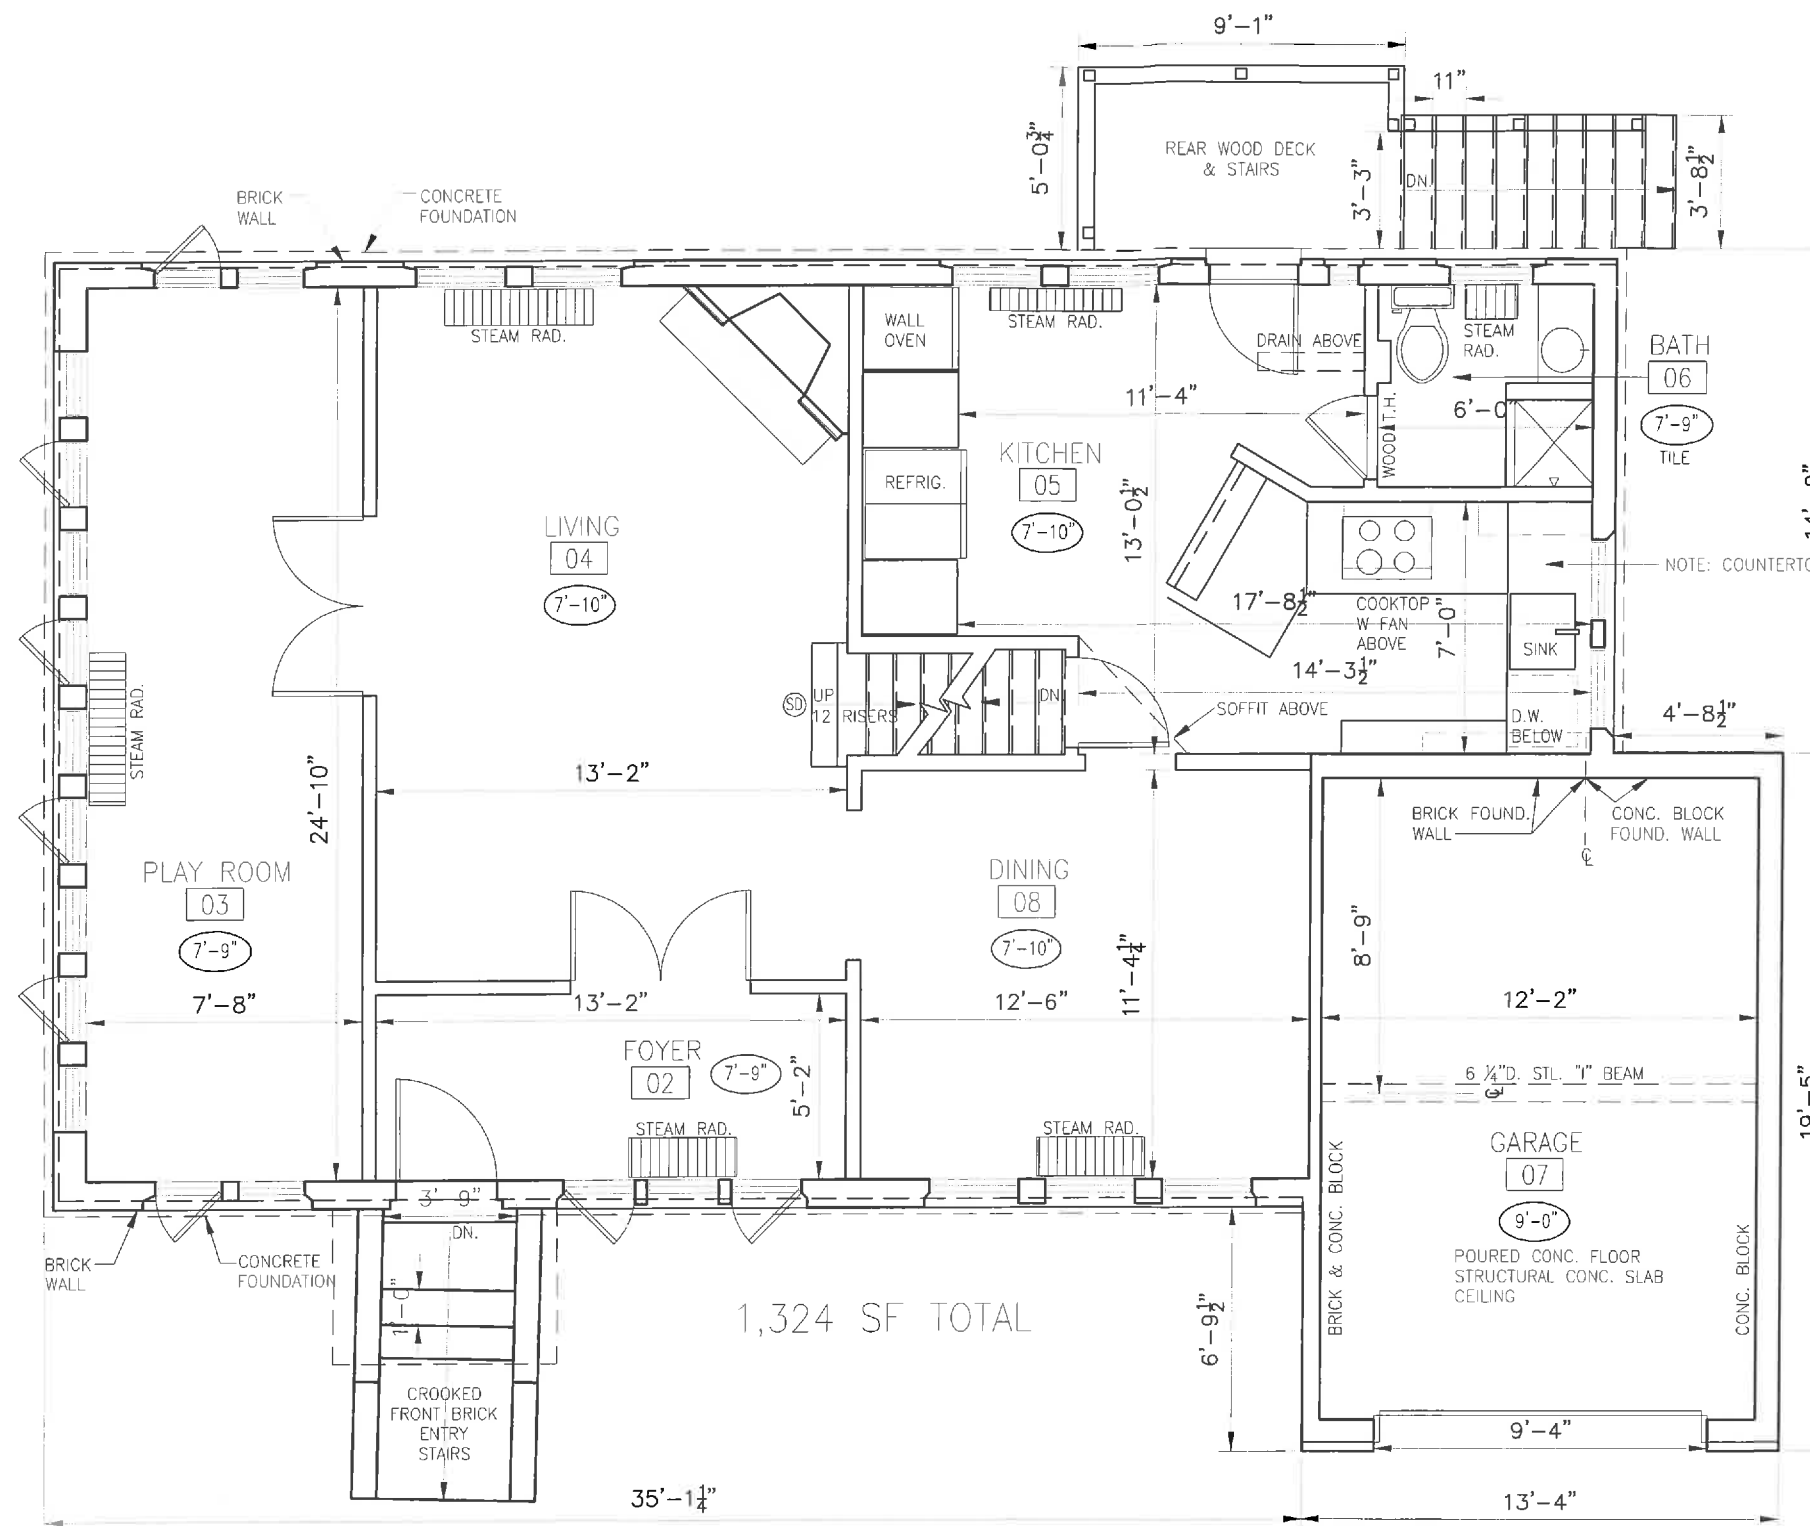 9'-1"
11"
5'-0¾"
REAR WOOD DECK
& STAIRS
3'-3"
DN.
3'-8½"
BRICK
WALL
CONCRETE
FOUNDATION
STEAM RAD.
WALL
OVEN
STEAM RAD.
DRAIN ABOVE
STEAM
RAD.
BATH
06
7'-9"
TILE
11'-4"
6'-0"
WOOD T.H.
KITCHEN
05
7'-10"
REFRIG.
13'-0½"
LIVING
04
7'-10"
NOTE: COUNTERTO
17'-8½"
COOKTOP
W FAN
ABOVE
7'-0"
SINK
14'-3½"
SD
UP
12 RISERS
DN.
SOFFIT ABOVE
D.W.
BELOW
4'-8½"
STEAM RAD.
13'-2"
24'-10"
BRICK FOUND.
WALL
CONC. BLOCK
FOUND. WALL
PLAY ROOM
03
7'-9"
7'-8"
DINING
08
7'-10"
12'-6"
11'-4¼"
8'-9"
12'-2"
13'-2"
FOYER
02
7'-9"
5'-2"
6 ¼"D. STL. "I" BEAM
STEAM RAD.
STEAM RAD.
GARAGE
07
9'-0"
POURED CONC. FLOOR
STRUCTURAL CONC. SLAB
CEILING
BRICK & CONC. BLOCK
CONC. BLOCK
19'-5"
3'-9"
DN.
BRICK
WALL
CONCRETE
FOUNDATION
1'-0"
1,324 SF TOTAL
6'-9½"
CROOKED
FRONT BRICK
ENTRY
STAIRS
9'-4"
35'-1¼"
13'-4"